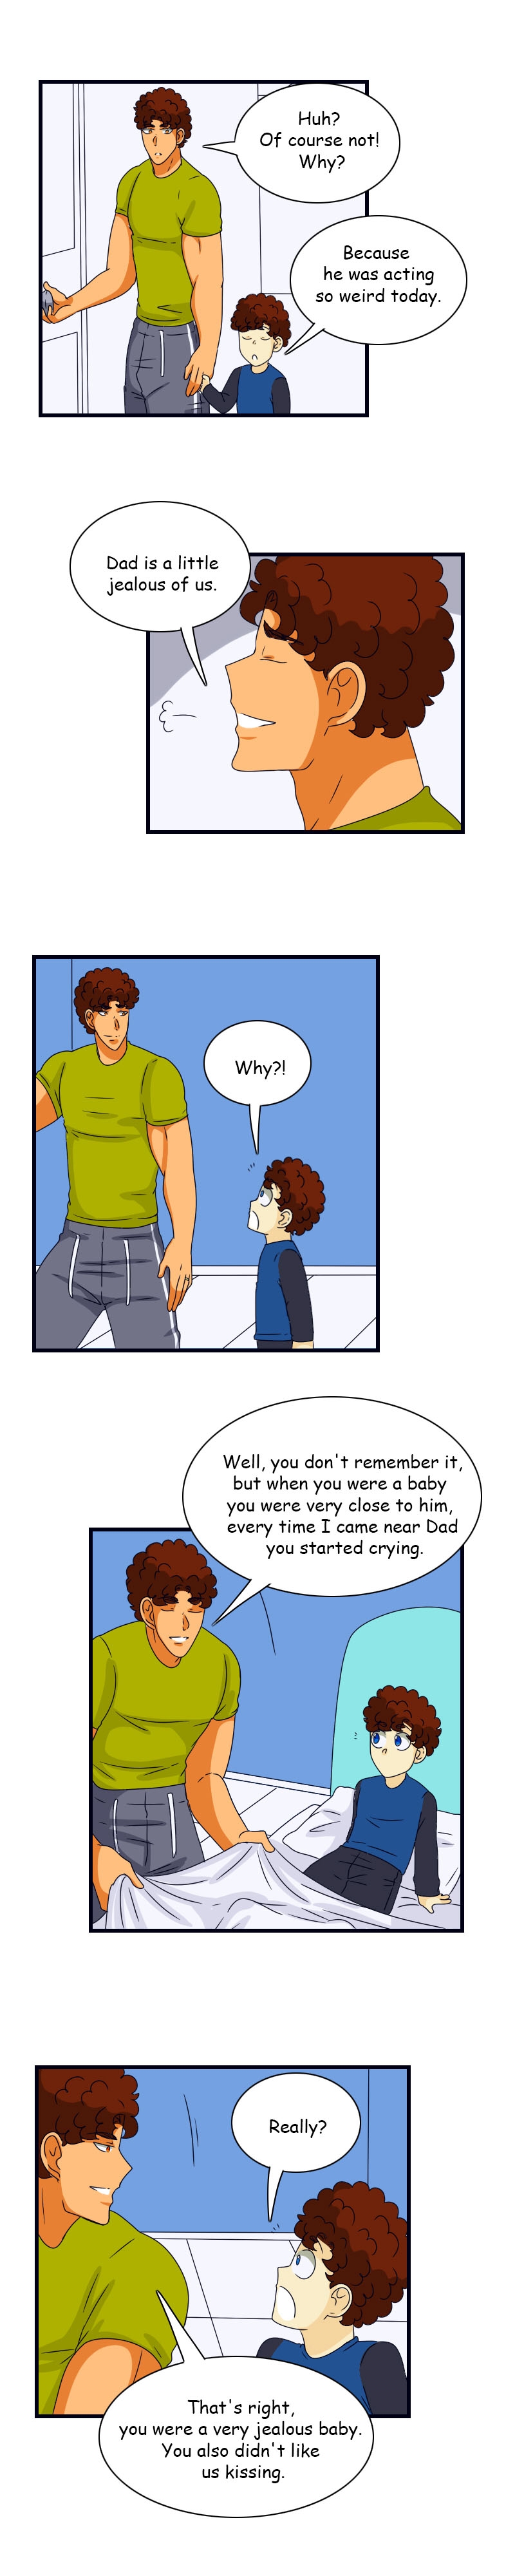 Huh?
Of course not!
Why?
Because
he was acting
so weird today.
Dad is a little
jealous of us.
Why?!
Well, you don't remember it,
but when you were a baby
you were very close to him,
every time I came near Dad
you started crying.
Really?
That's right,
you were a very jealous baby.
You also didn't like
us kissing.